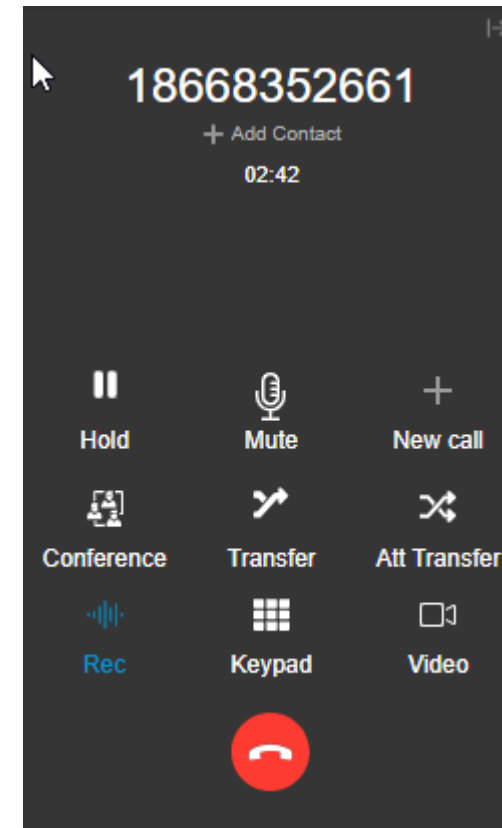 18668352661
+ Add Contact
02:42
Hold Mute New call
Conference Transfer Att Transfer
Rec Keypad Video